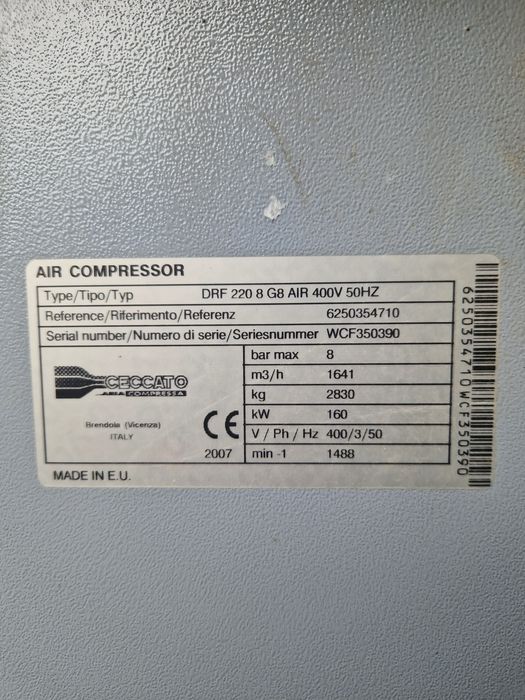 AIR COMPRESSOR
Type/Tipo/Typ DRF 220 8 G8 AIR 400V 50HZ
Reference/Riferimento/Referenz 6250354710
Serial number/Numero di serie/Seriesnummer WCF350390
bar max 8
m3/h 1641
kg 2830
kW 160
V / Ph / Hz 400/3/50
min -1 1488
CECCATO
ARIA COMPRESSA
Brendola (Vicenza)
ITALY
CE
2007
MADE IN E.U.
6250354710WCF350390